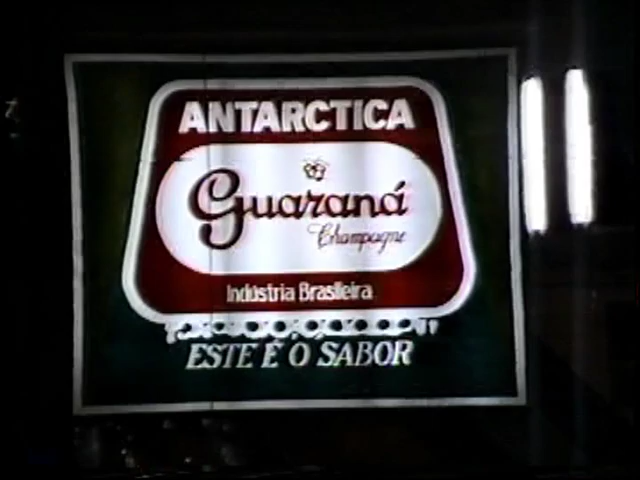 ANTARCTICA
Guaraná
Champagne
Indústria Brasileira
ESTE É O SABOR